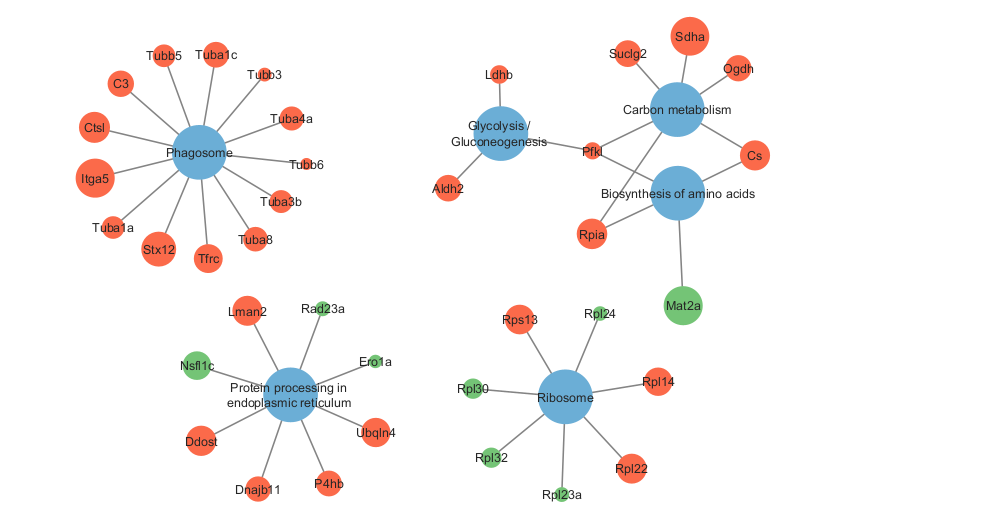 Tubb5
Tuba1c
Tubb3
C3
Tuba4a
Ctsl
Phagosome
Tubb6
Itga5
Tuba3b
Tuba1a
Tuba8
Stx12
Tfrc
Sdha
Suclg2
Ogdh
Ldhb
Carbon metabolism
Glycolysis /
Gluconeogenesis
Pfkl
Cs
Aldh2
Biosynthesis of amino acids
Rpia
Mat2a
Lman2
Rad23a
Nsfl1c
Ero1a
Protein processing in
endoplasmic reticulum
Ddost
Ubqln4
Dnajb11
P4hb
Rps13
Rpl24
Rpl30
Rpl14
Ribosome
Rpl32
Rpl22
Rpl23a